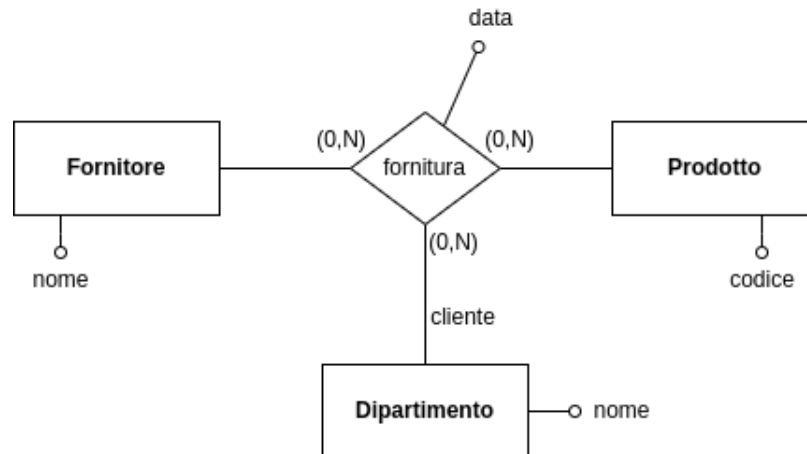 data
(0,N)
(0,N)
Fornitore
fornitura
Prodotto
(0,N)
nome
codice
cliente
Dipartimento
nome